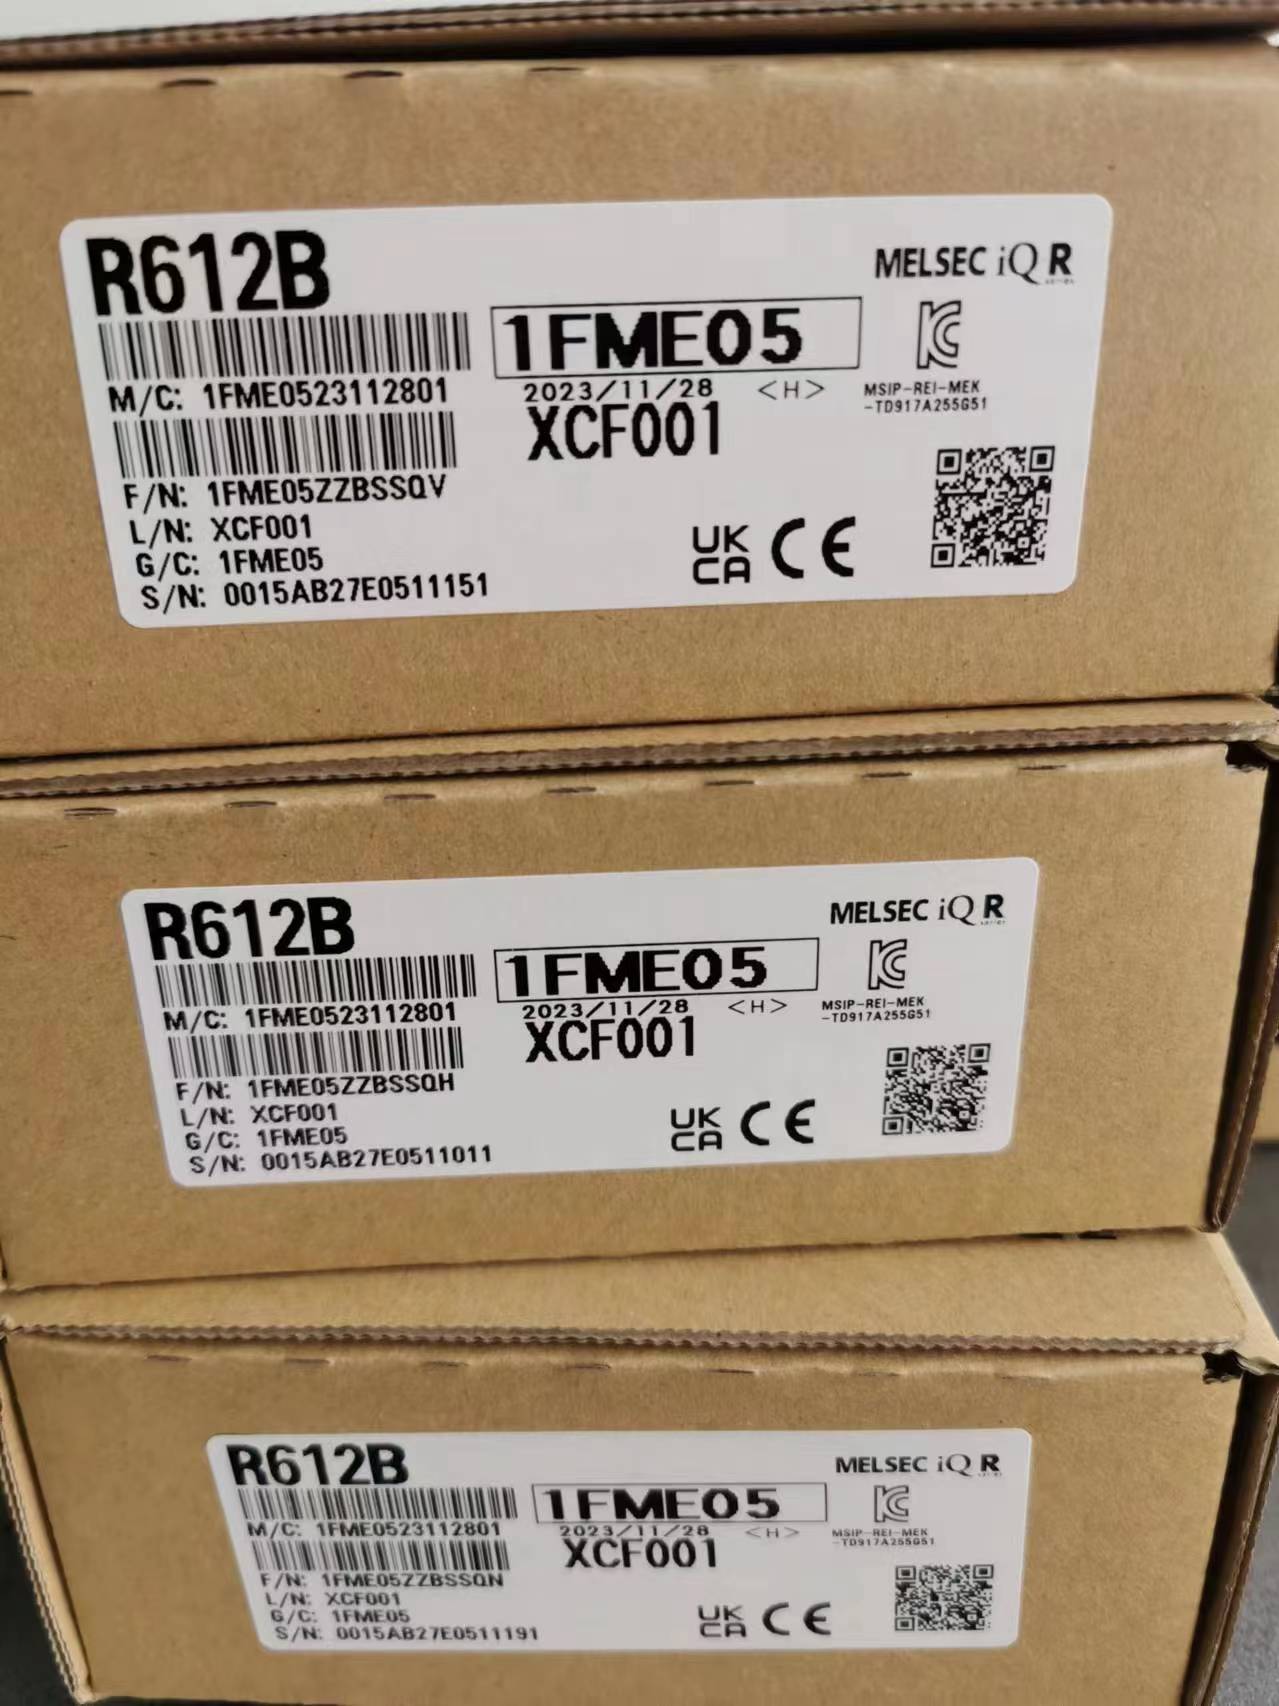 R612B
MELSEC iQ R
series
1FME05
M/C: 1FME0523112801
2023/11/28 <H>
MSIP-REI-MEK
-TD917A255G51
XCF001
F/N: 1FME05ZZBSSQV
L/N: XCF001
G/C: 1FME05
S/N: 0015AB27E0511151
UK
CA
CE
R612B
MELSEC iQ R
series
1FME05
M/C: 1FME0523112801
2023/11/28 <H>
MSIP-REI-MEK
-TD917A255G51
XCF001
F/N: 1FME05ZZBSSQH
L/N: XCF001
G/C: 1FME05
S/N: 0015AB27E0511011
UK
CA
CE
R612B
MELSEC iQ R
series
1FME05
M/C: 1FME0523112801
2023/11/28 <H>
MSIP-REI-MEK
-TD917A255G51
XCF001
F/N: 1FME05ZZBSSQN
L/N: XCF001
G/C: 1FME05
S/N: 0015AB27E0511191
UK
CA
CE